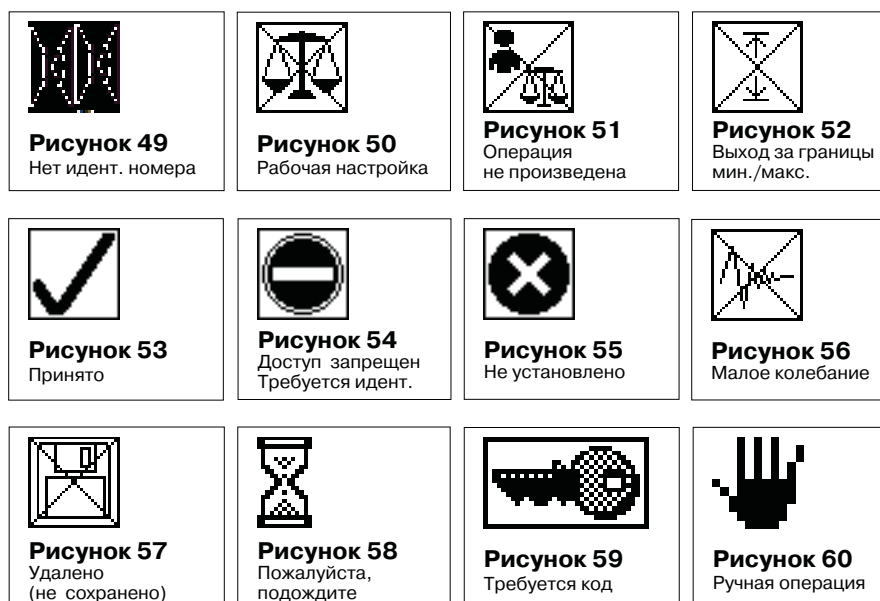 Рисунок 49
Нет идент. номера
Рисунок 50
Рабочая настройка
Рисунок 51
Операция
не произведена
Рисунок 52
Выход за границы
мин./макс.
Рисунок 53
Принято
Рисунок 54
Доступ запрещен
Требуется идент.
Рисунок 55
Не установлено
Рисунок 56
Малое колебание
Рисунок 57
Удалено
(не сохранено)
Рисунок 58
Пожалуйста,
подождите
Рисунок 59
Требуется код
Рисунок 60
Ручная операция